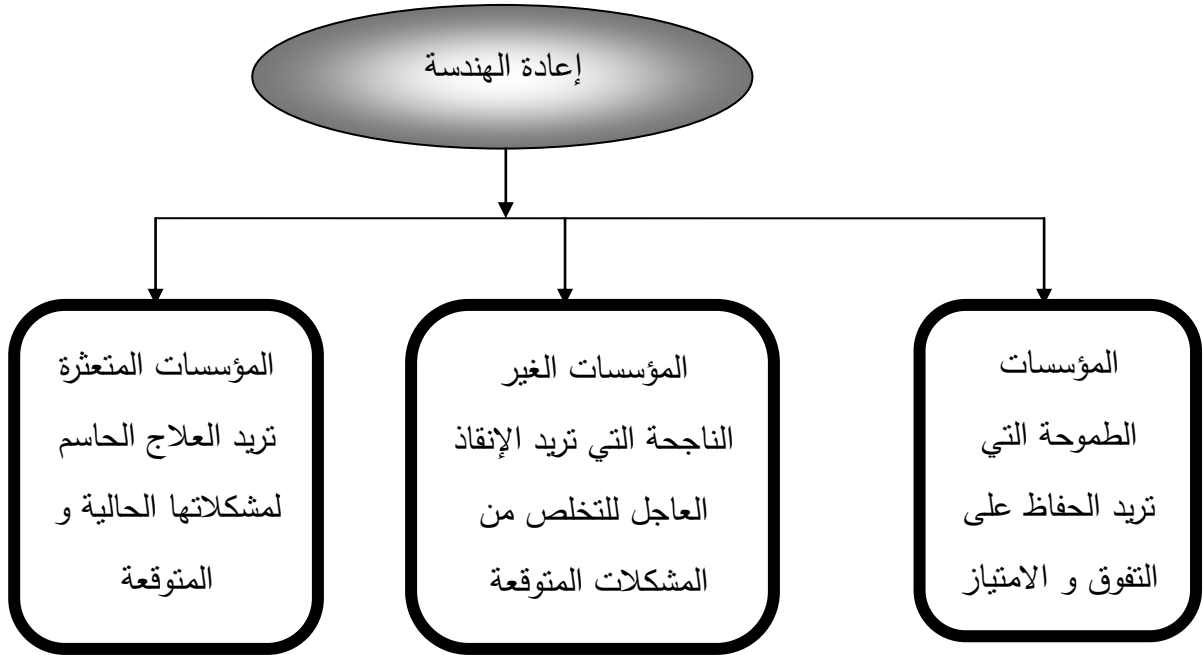 إعادة الهندسة
المؤسسات
الطموحة التي
تريد الحفاظ على
التفوق و الامتياز
المؤسسات الغير
الناجحة التي تريد الإنقاذ
العاجل للتخلص من
المشكلات المتوقعة
المؤسسات المتعثرة
تريد العلاج الحاسم
لمشكلاتها الحالية و
المتوقعة